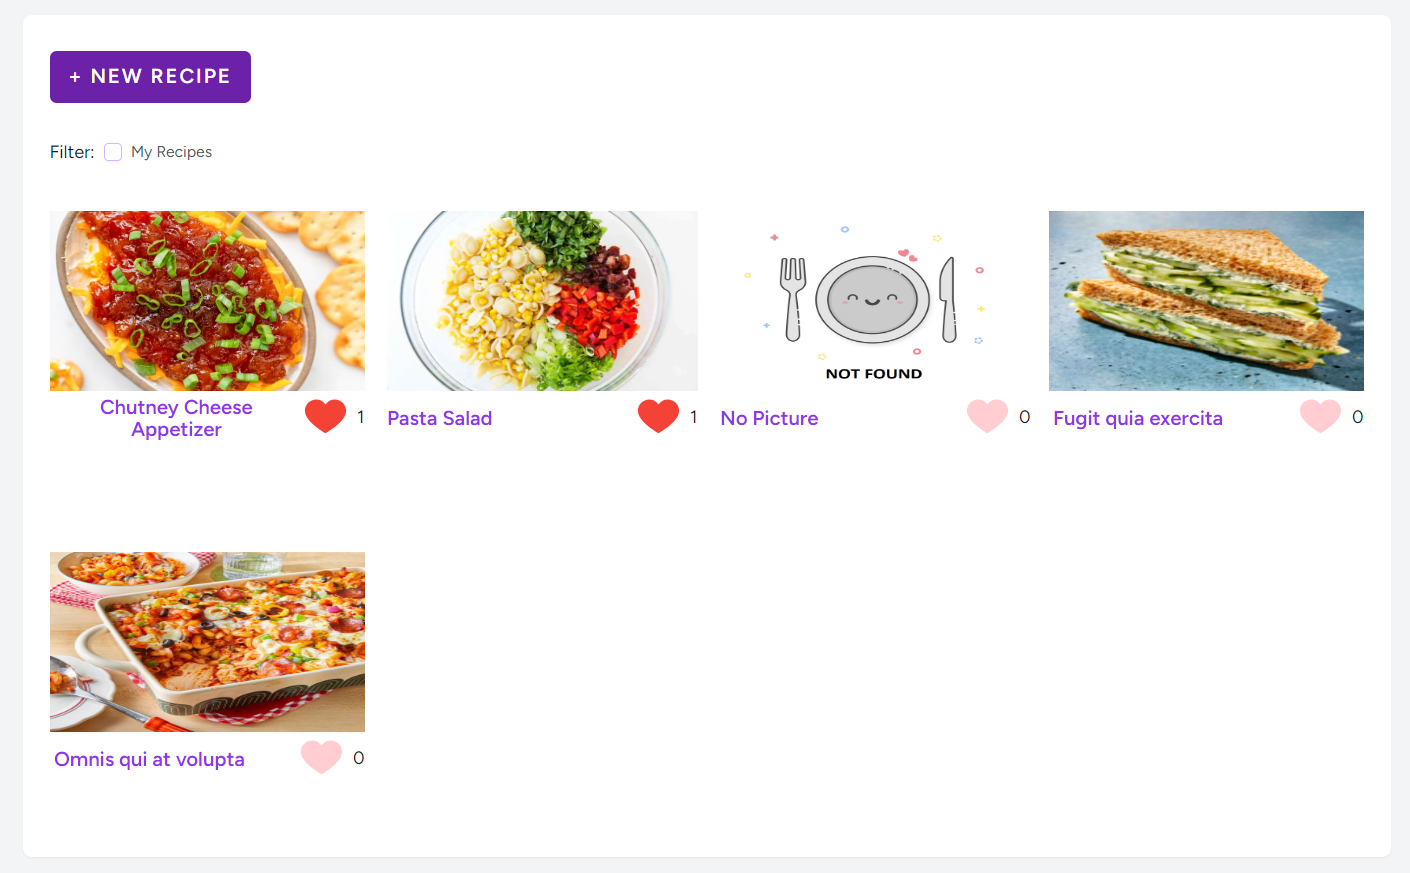 + NEW RECIPE
Filter: My Recipes
NOT FOUND
Chutney Cheese
Appetizer
1
Pasta Salad
1
No Picture
0
Fugit quia exercita
0
Omnis qui at volupta
0